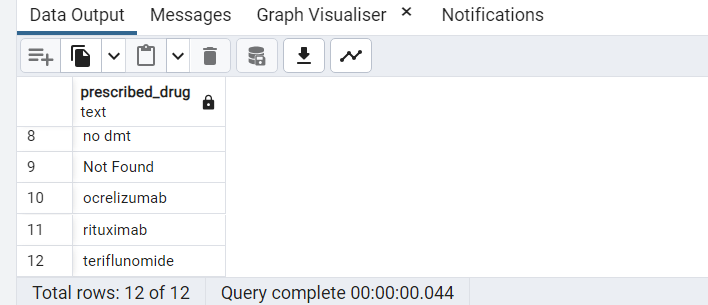 Data Output Messages Graph Visualiser × Notifications
prescribed_drug
text
8 no dmt
9 Not Found
10 ocrelizumab
11 rituximab
12 teriflunomide
Total rows: 12 of 12 Query complete 00:00:00.044